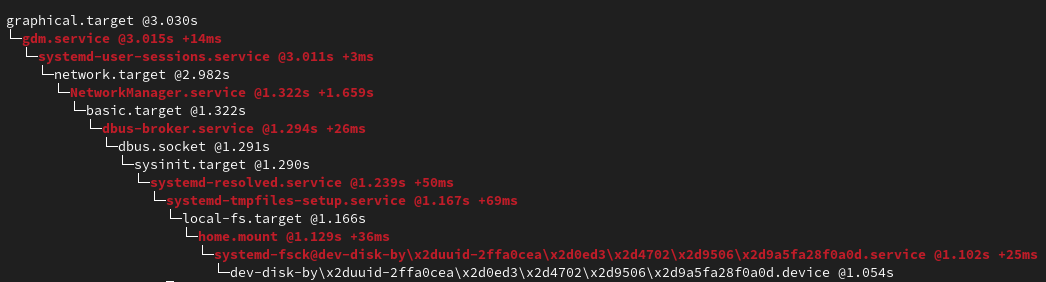 graphical.target @3.030s
└─gdm.service @3.015s +14ms
└─systemd-user-sessions.service @3.011s +3ms
└─network.target @2.982s
└─NetworkManager.service @1.322s +1.659s
└─basic.target @1.322s
└─dbus-broker.service @1.294s +26ms
└─dbus.socket @1.291s
└─sysinit.target @1.290s
└─systemd-resolved.service @1.239s +50ms
└─systemd-tmpfiles-setup.service @1.167s +69ms
└─local-fs.target @1.166s
└─home.mount @1.129s +36ms
└─systemd-fsck@dev-disk-by\x2duuid-2ffa0cea\x2d0ed3\x2d4702\x2d9506\x2d9a5fa28f0a0d.service @1.102s +25ms
└─dev-disk-by\x2duuid-2ffa0cea\x2d0ed3\x2d4702\x2d9506\x2d9a5fa28f0a0d.device @1.054s